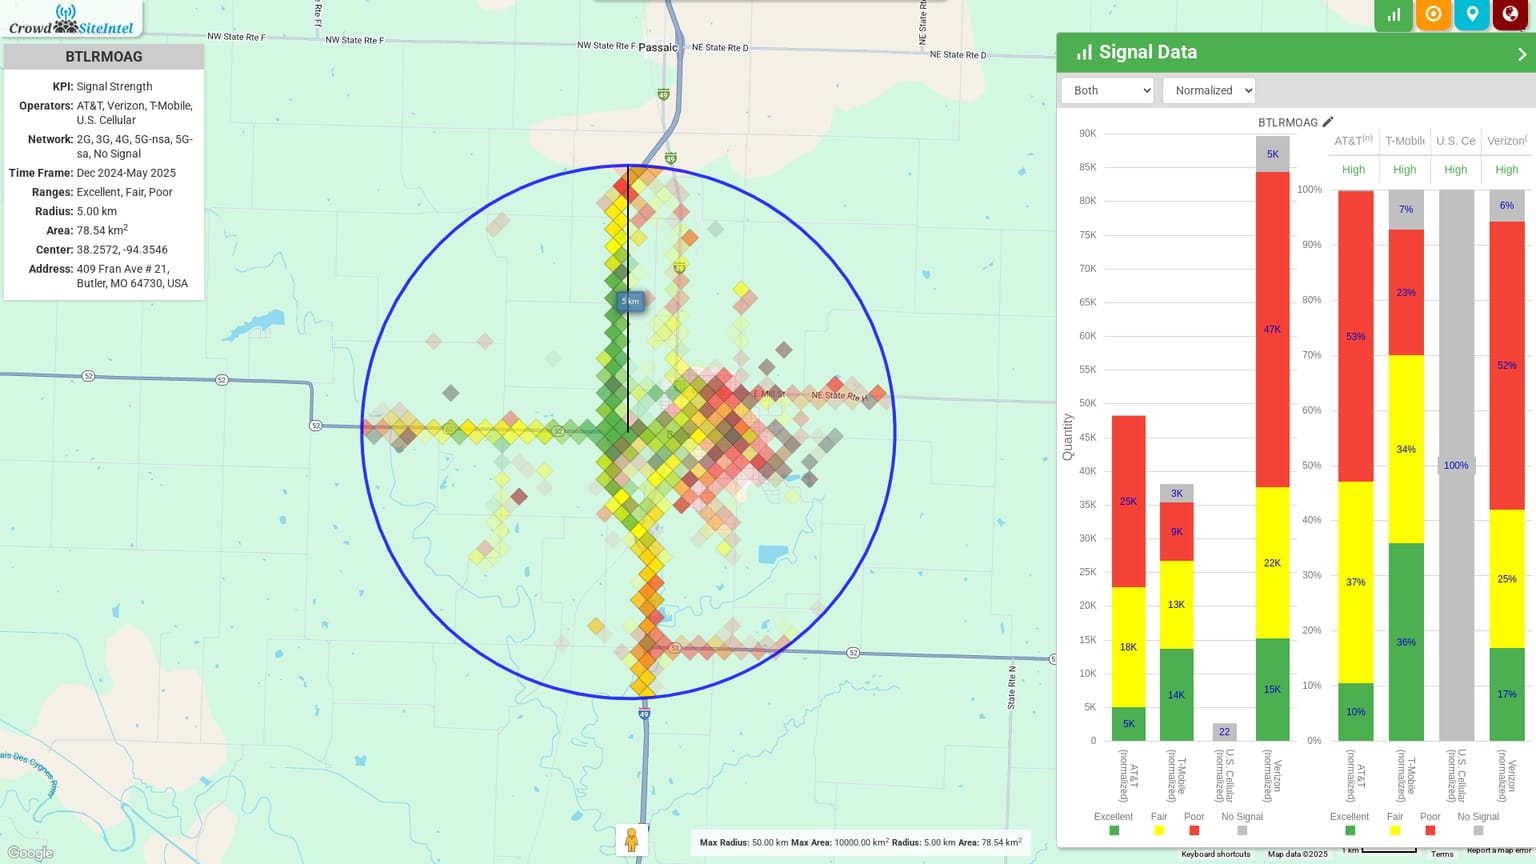 CrowdSiteIntel
BTLRMOAG
KPI: Signal Strength
Operators: AT&T, Verizon, T-Mobile,
U.S. Cellular
Network: 2G, 3G, 4G, 5G-nsa, 5G-
sa, No Signal
Time Frame: Dec 2024-May 2025
Ranges: Excellent, Fair, Poor
Radius: 5.00 km
Area: 78.54 km2
Center: 38.2572, -94.3546
Address: 409 Fran Ave # 21,
Butler, MO 64730, USA
NW State Rte F
NW State Rte F
NW State Rte F
Rte Ff
Passaic
NE State Rte D
NE State Rte D
NE State Rt
49
49
49
5 km
52
52
52
52
52
E Mill St
NE State Rte H
52
52
5
49
State Rte N
ais Des Cygnes Riv
Google
Max Radius: 50.00 km Max Area: 10000.00 km2 Radius: 5.00 km Area: 78.54 km2
Signal Data
Both
Normalized
BTLRMOAG
Quantity
90K
85K
80K
75K
70K
65K
60K
55K
50K
45K
40K
35K
30K
25K
20K
15K
10K
5K
0
25K
18K
5K
3K
9K
13K
14K
22
5K
47K
22K
15K
AT&T
(normalized)
T-Mobile
(normalized)
U.S. Cellular
(normalized)
Verizon
(normalized)
Excellent
Fair
Poor
No Signal
AT&T(n)
T-Mobile
U.S. Ce
Verizon(
High
High
High
High
100%
90%
80%
70%
60%
50%
40%
30%
20%
10%
0%
53%
37%
10%
7%
23%
34%
36%
100%
6%
52%
25%
17%
AT&T
(normalized)
T-Mobile
(normalized)
U.S. Cellular
(normalized)
Verizon
(normalized)
Excellent
Fair
Poor
No Signal
Keyboard shortcuts
Map data ©2025
1 km
Terms
Report a map error